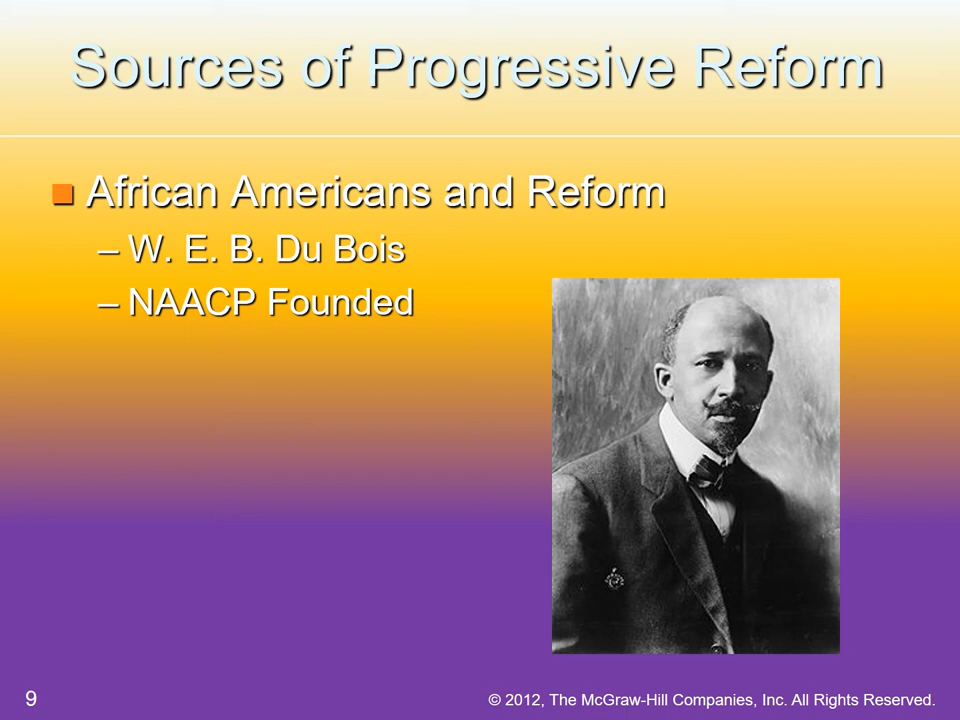 Sources of Progressive Reform
African Americans and Reform
– W. E. B. Du Bois
– NAACP Founded
9
© 2012, The McGraw-Hill Companies, Inc. All Rights Reserved.